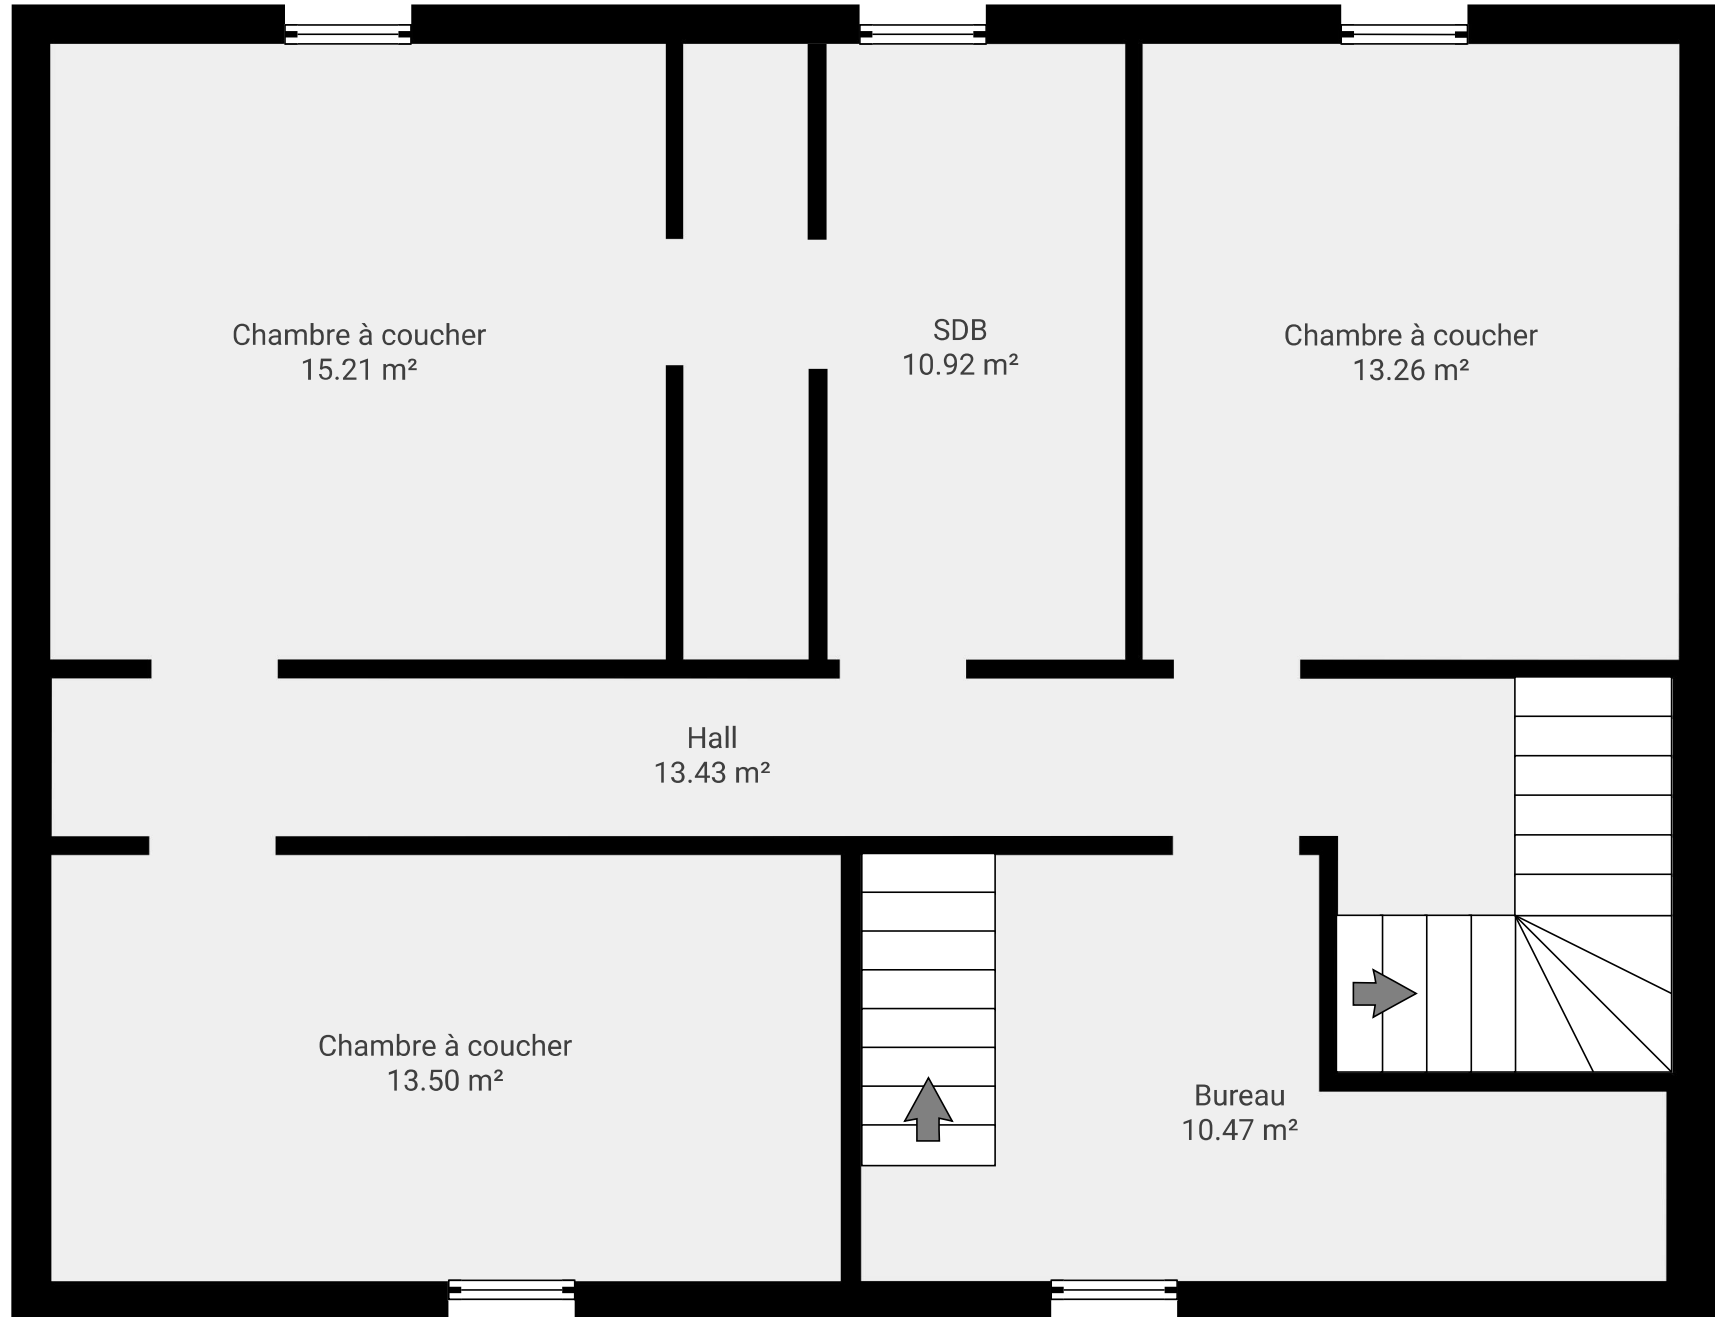 Chambre à coucher
15.21 m²
SDB
10.92 m²
Chambre à coucher
13.26 m²
Hall
13.43 m²
Chambre à coucher
13.50 m²
Bureau
10.47 m²